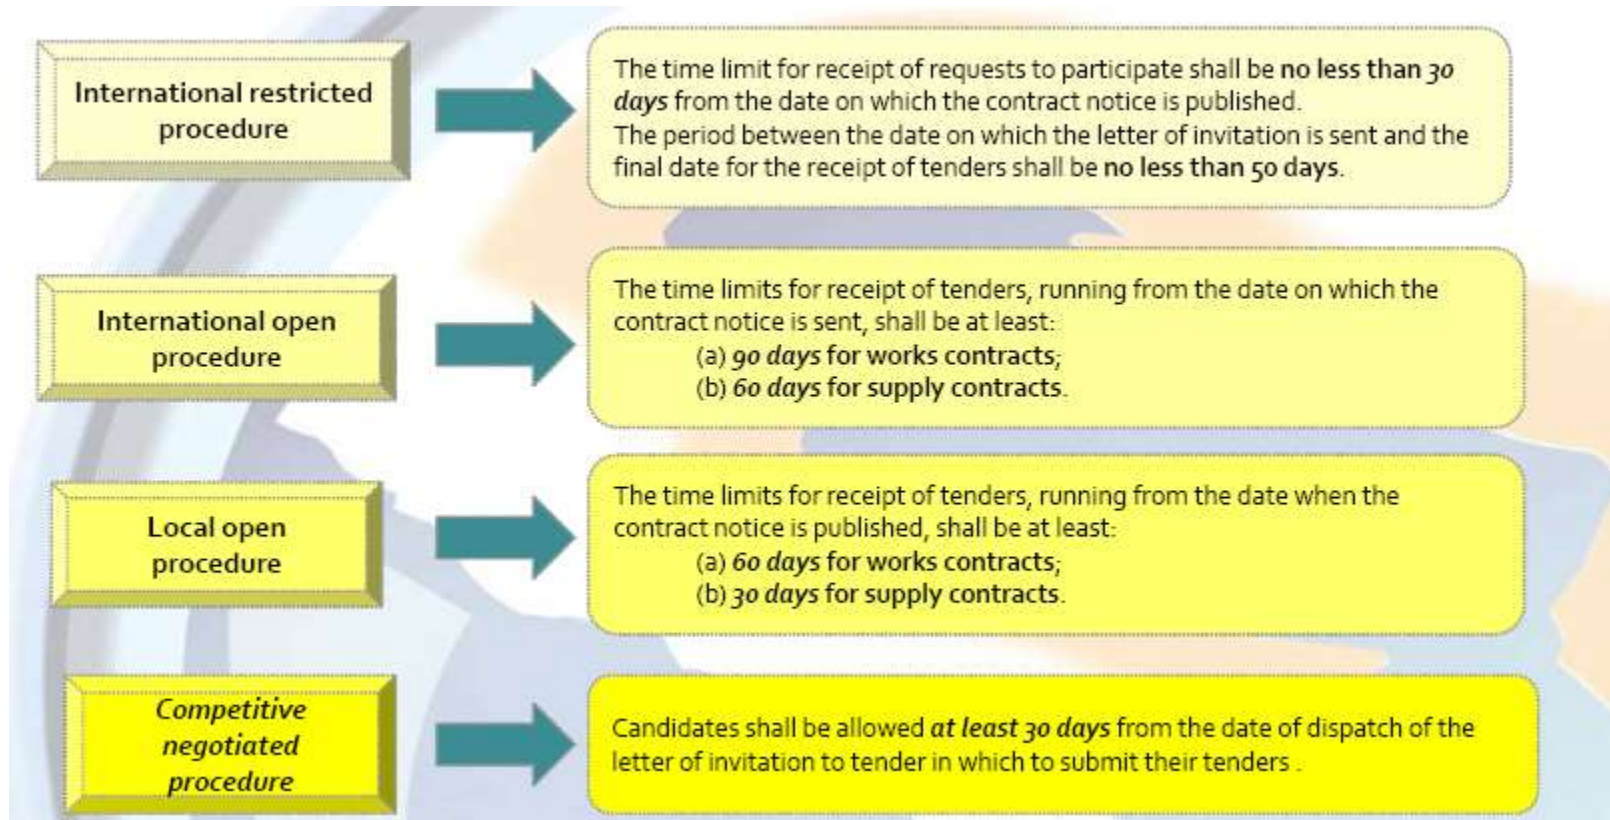 International restricted
procedure
The time limit for receipt of requests to participate shall be no less than 30
days from the date on which the contract notice is published.
The period between the date on which the letter of invitation is sent and the
final date for the receipt of tenders shall be no less than 50 days.
International open
procedure
The time limits for receipt of tenders, running from the date on which the
contract notice is sent, shall be at least:
(a) 90 days for works contracts;
(b) 60 days for supply contracts.
Local open
procedure
The time limits for receipt of tenders, running from the date when the
contract notice is published, shall be at least:
(a) 60 days for works contracts;
(b) 30 days for supply contracts.
Competitive
negotiated
procedure
Candidates shall be allowed at least 30 days from the date of dispatch of the
letter of invitation to tender in which to submit their tenders .